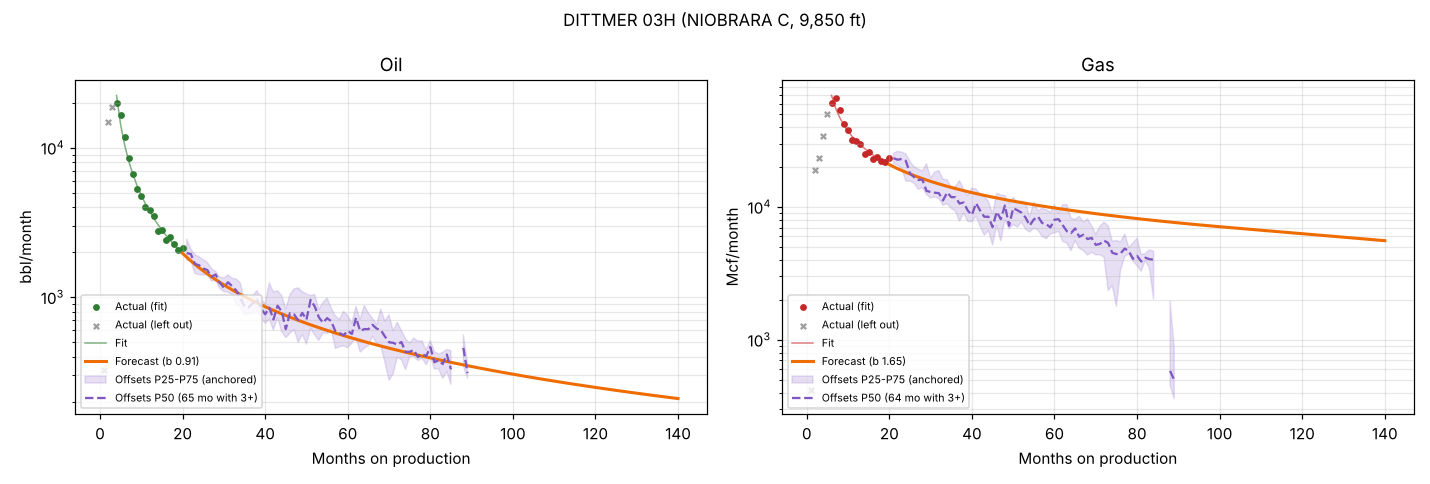 DITTMER 03H (NIOBRARA C, 9,850 ft)
Oil
bbl/month
10⁴
10³
Actual (fit)
Actual (left out)
Fit
Forecast (b 0.91)
Offsets P25-P75 (anchored)
Offsets P50 (65 mo with 3+)
0 20 40 60 80 100 120 140
Months on production
Gas
Mcf/month
10⁴
10³
Actual (fit)
Actual (left out)
Fit
Forecast (b 1.65)
Offsets P25-P75 (anchored)
Offsets P50 (64 mo with 3+)
0 20 40 60 80 100 120 140
Months on production